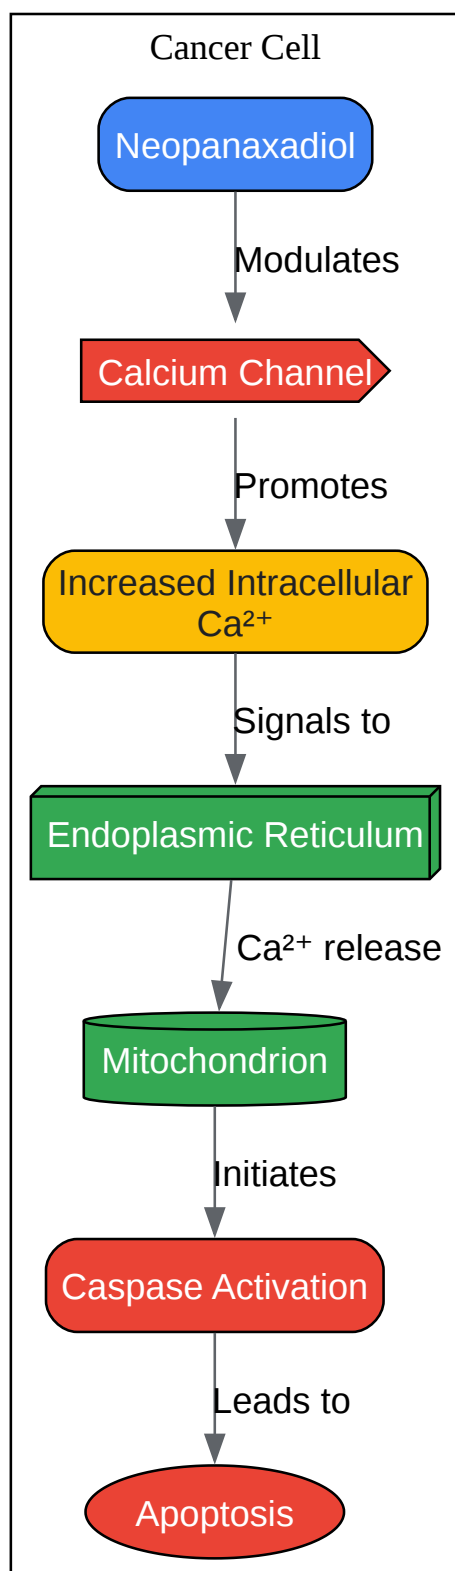 Cancer Cell
Neopanaxadiol
Modulates
Calcium Channel
Promotes
Increased Intracellular
Ca²⁺
Signals to
Endoplasmic Reticulum
Ca²⁺ release
Mitochondrion
Initiates
Caspase Activation
Leads to
Apoptosis